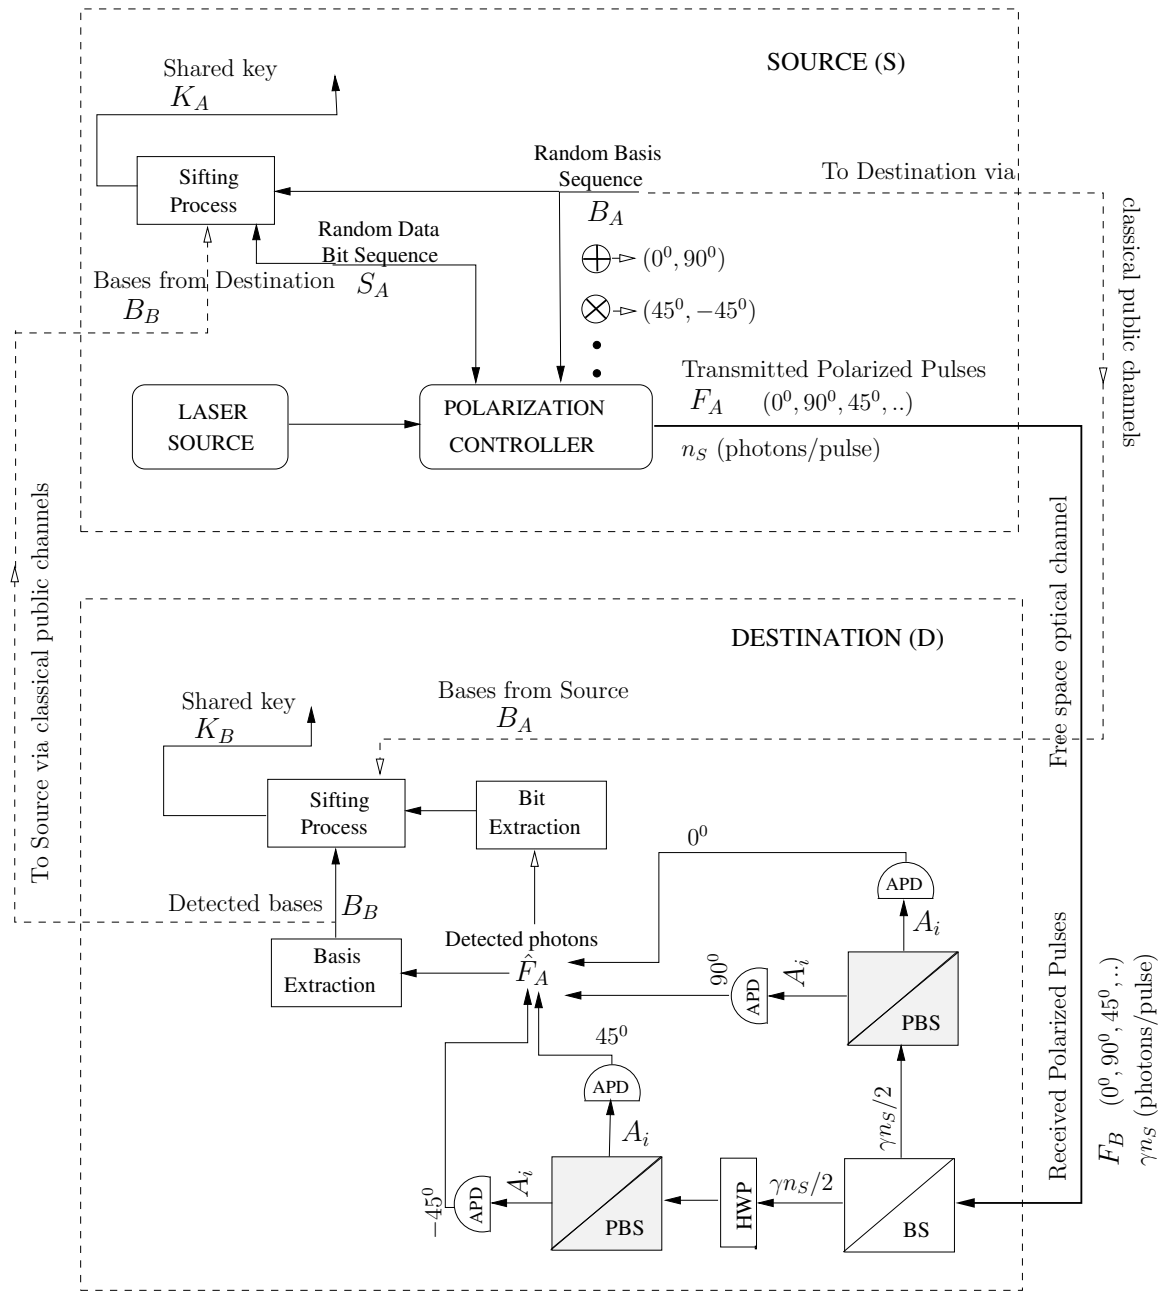 SOURCE (S)
Shared key
K_A
Sifting
Process
Random Basis
Sequence
B_A
To Destination via
classical public channels
Random Data
Bit Sequence
S_A
Bases from Destination
B_B
(0⁰, 90⁰)
(45⁰, −45⁰)
LASER
SOURCE
POLARIZATION
CONTROLLER
Transmitted Polarized Pulses
F_A (0⁰, 90⁰, 45⁰, ..)
n_S (photons/pulse)
To Source via classical public channels
Free space optical channel
DESTINATION (D)
Shared key
K_B
Bases from Source
B_A
Sifting
Process
Bit
Extraction
Detected bases
B_B
Basis
Extraction
Detected photons
F̂_A
0⁰
APD
A_i
90⁰
APD
A_i
PBS
45⁰
APD
A_i
−45⁰
APD
A_i
PBS
HWP
γn_S/2
γn_S/2
BS
Received Polarized Pulses
F_B (0⁰, 90⁰, 45⁰, ..)
γn_S (photons/pulse)